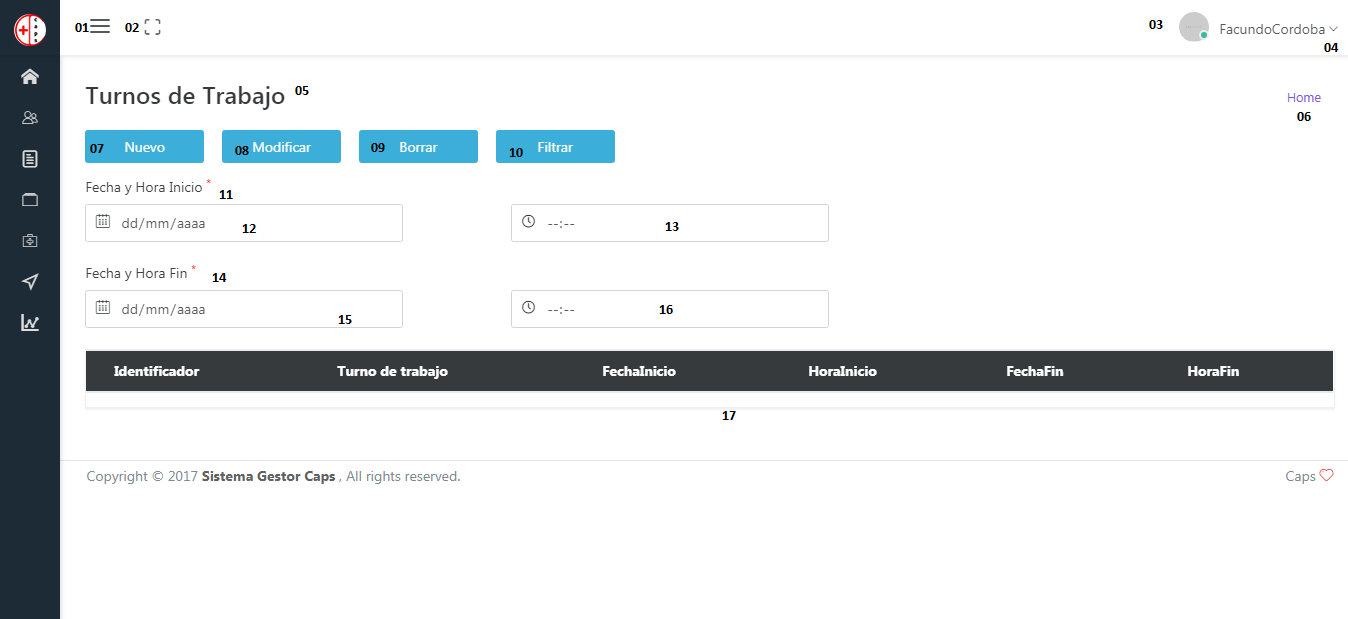 01 02 03 FacundoCordoba
04
Turnos de Trabajo 05
Home
06
07 Nuevo 08 Modificar 09 Borrar 10 Filtrar
Fecha y Hora Inicio * 11
dd/mm/aaaa 12 --:-- 13
Fecha y Hora Fin * 14
dd/mm/aaaa 15 --:-- 16
Identificador Turno de trabajo FechaInicio HoraInicio FechaFin HoraFin
17
Copyright © 2017 Sistema Gestor Caps , All rights reserved. Caps